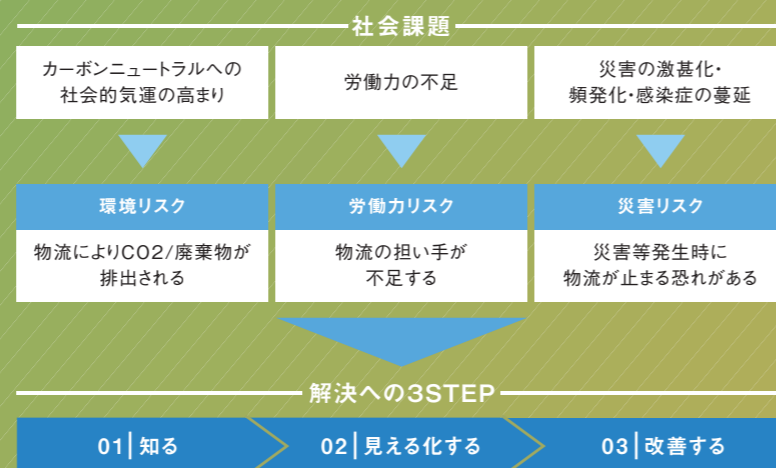 社会課題
カーボンニュートラルへの
社会的気運の高まり
労働力の不足
災害の激甚化・
頻発化・感染症の蔓延
環境リスク
物流によりCO2/廃棄物が
排出される
労働力リスク
物流の担い手が
不足する
災害リスク
災害等発生時に
物流が止まる恐れがある
解決への3STEP
01|知る
02|見える化する
03|改善する